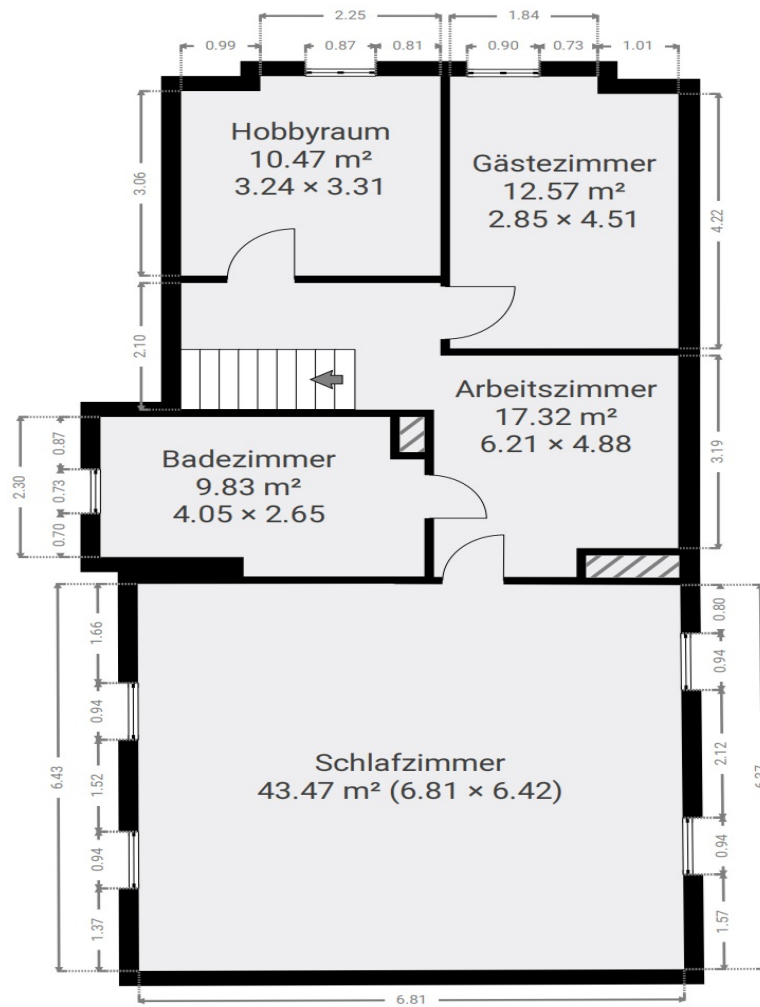 2.25
1.84
0.99
0.87
0.81
0.90
0.73
1.01
Hobbyraum
10.47 m²
3.24 × 3.31
Gästezimmer
12.57 m²
2.85 × 4.51
3.06
4.22
2.10
Arbeitszimmer
17.32 m²
6.21 × 4.88
3.19
Badezimmer
9.83 m²
4.05 × 2.65
2.30
0.87
0.73
0.70
Schlafzimmer
43.47 m² (6.81 × 6.42)
6.43
1.66
0.94
1.52
0.94
1.37
0.80
0.94
2.12
0.94
1.57
6.81